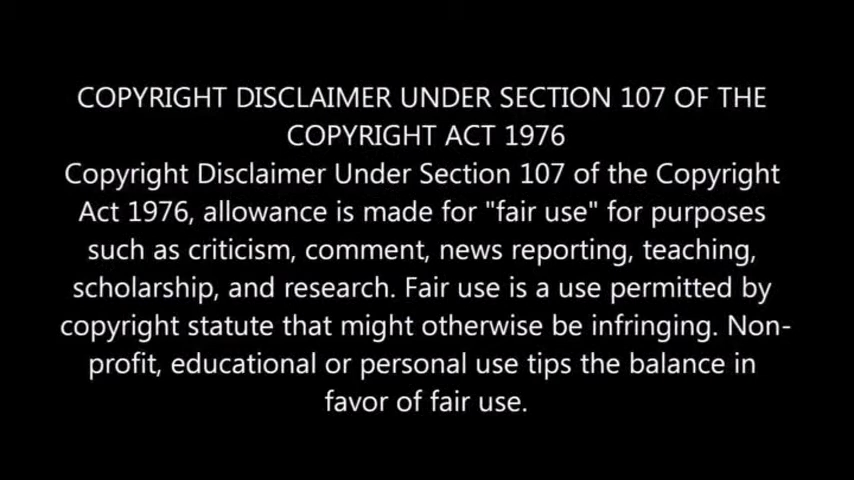 COPYRIGHT DISCLAIMER UNDER SECTION 107 OF THE
COPYRIGHT ACT 1976
Copyright Disclaimer Under Section 107 of the Copyright
Act 1976, allowance is made for "fair use" for purposes
such as criticism, comment, news reporting, teaching,
scholarship, and research. Fair use is a use permitted by
copyright statute that might otherwise be infringing. Non-
profit, educational or personal use tips the balance in
favor of fair use.